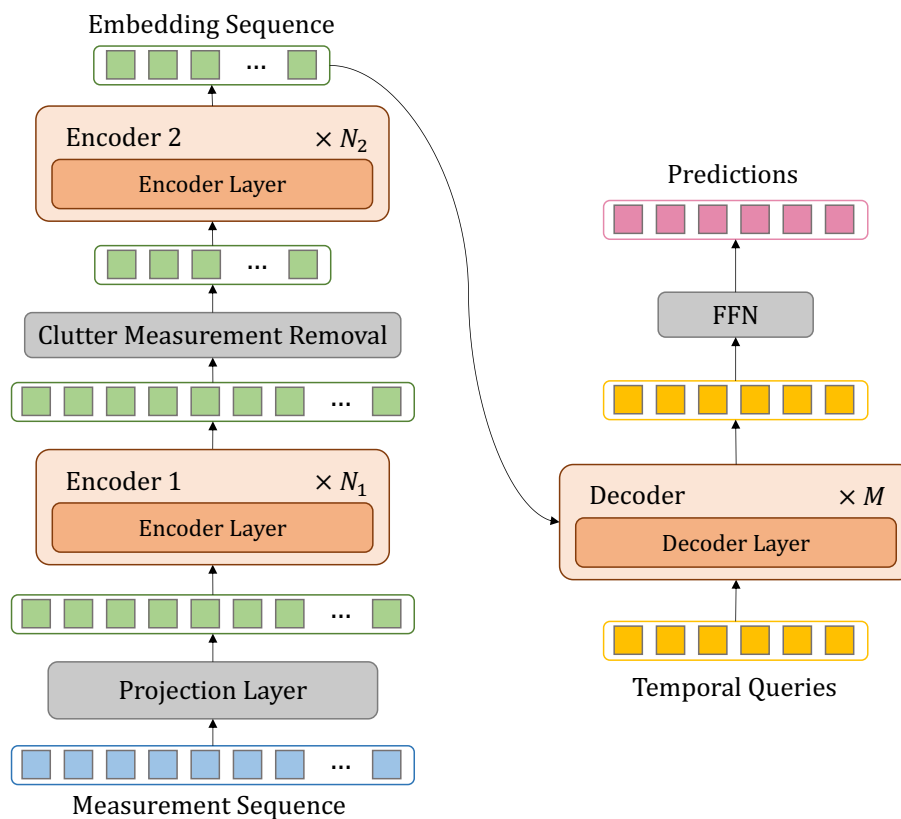 Embedding Sequence
...
Encoder 2 × N₂
Encoder Layer
...
Clutter Measurement Removal
...
Encoder 1 × N₁
Encoder Layer
...
Projection Layer
...
Measurement Sequence
Predictions
FFN
Decoder × M
Decoder Layer
Temporal Queries